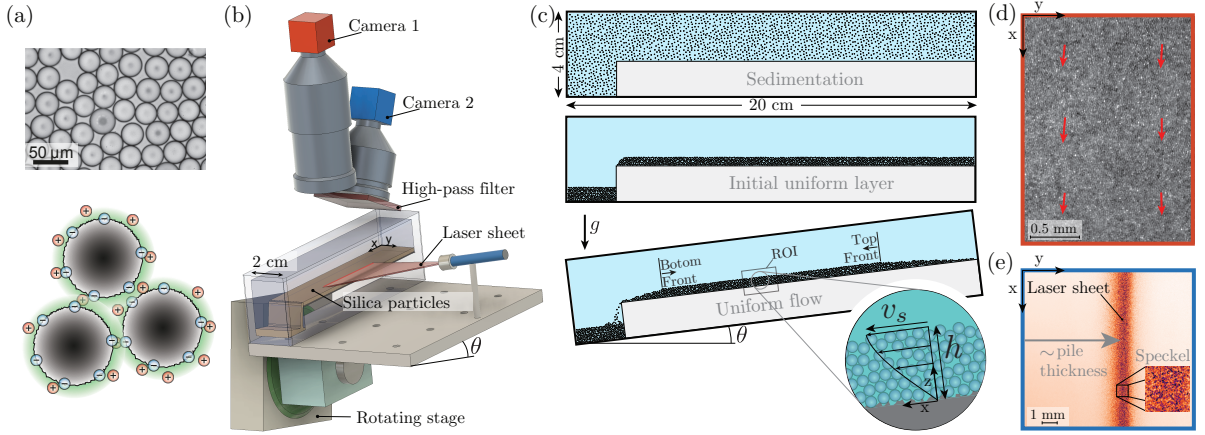 (a)
50 µm
(b)
Camera 1
Camera 2
High-pass filter
Laser sheet
2 cm
x
y
Silica particles
θ
Rotating stage
(c)
4 cm
Sedimentation
20 cm
Initial uniform layer
g
Botom
Front
ROI
Top
Front
Uniform flow
θ
v_s
h
z
x
(d)
y
x
0.5 mm
(e)
y
x
Laser sheet
~ pile
thickness
Speckel
1 mm